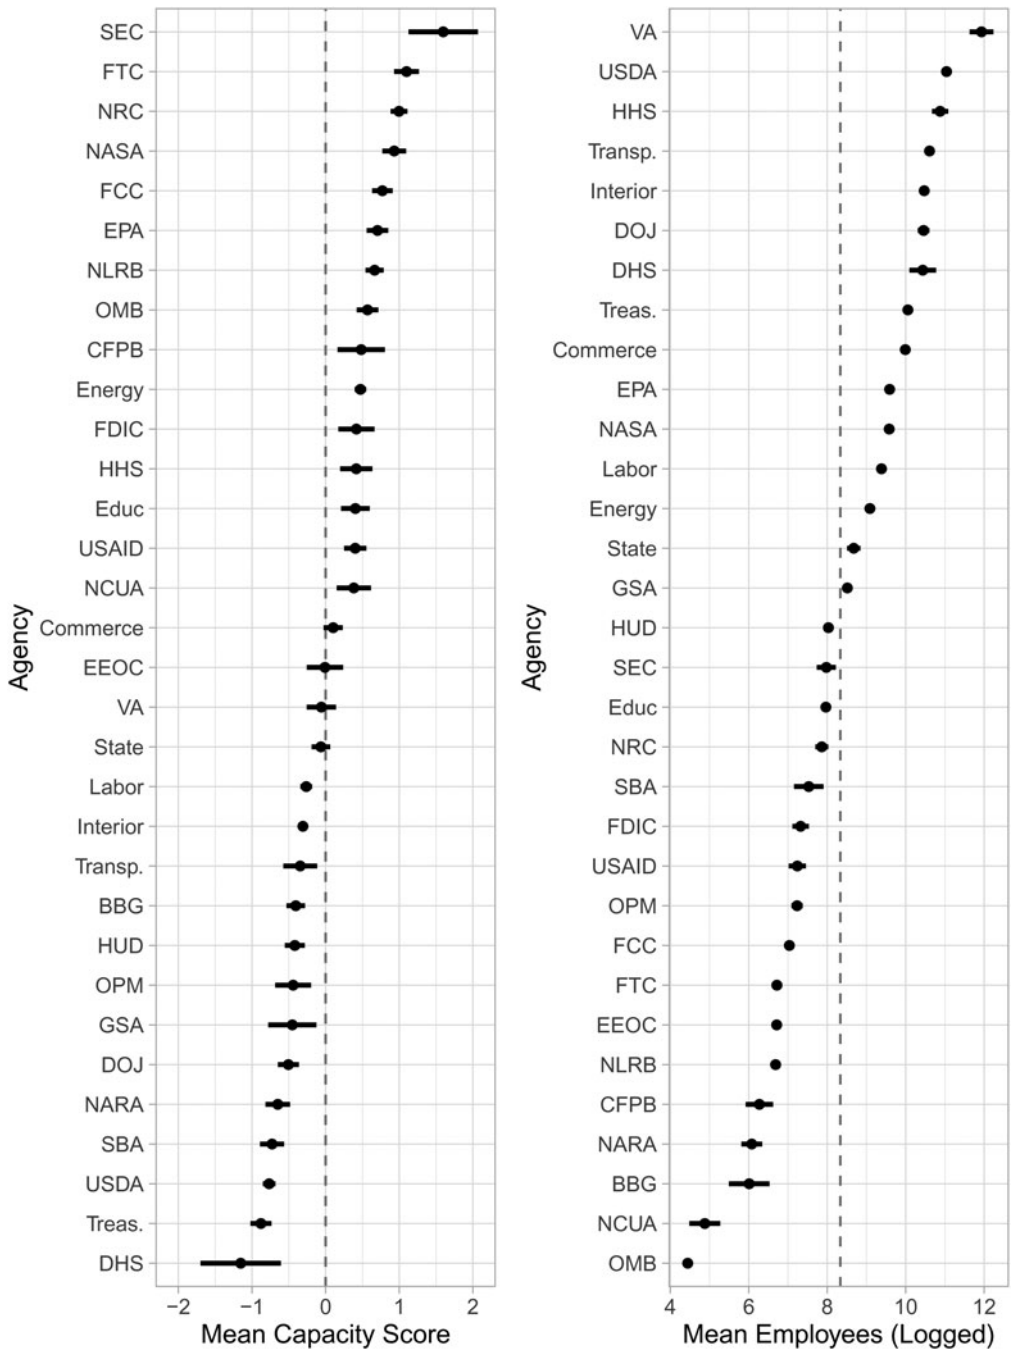 SEC
FTC
NRC
NASA
FCC
EPA
NLRB
OMB
CFPB
Energy
FDIC
HHS
Educ
USAID
NCUA
Commerce
EEOC
VA
State
Labor
Interior
Transp.
BBG
HUD
OPM
GSA
DOJ
NARA
SBA
USDA
Treas.
DHS
Agency
−2 −1 0 1 2
Mean Capacity Score
VA
USDA
HHS
Transp.
Interior
DOJ
DHS
Treas.
Commerce
EPA
NASA
Labor
Energy
State
GSA
HUD
SEC
Educ
NRC
SBA
FDIC
USAID
OPM
FCC
FTC
EEOC
NLRB
CFPB
NARA
BBG
NCUA
OMB
Agency
4 6 8 10 12
Mean Employees (Logged)